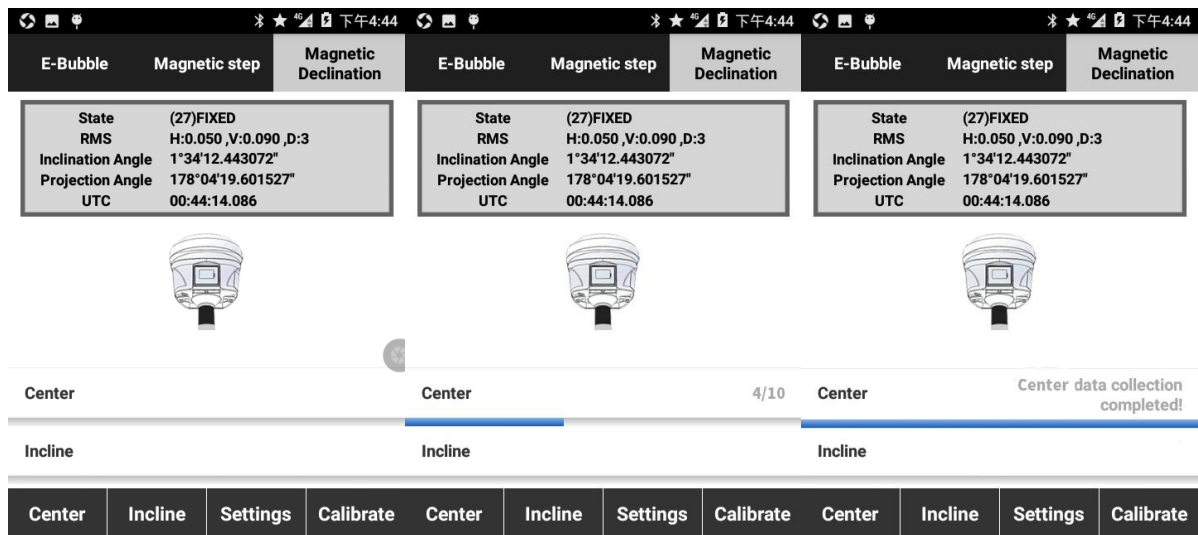 4G 下午4:44
E-Bubble Magnetic step Magnetic Declination
State (27)FIXED
RMS H:0.050 ,V:0.090 ,D:3
Inclination Angle 1°34'12.443072"
Projection Angle 178°04'19.601527"
UTC 00:44:14.086
Center
Incline
Center Incline Settings Calibrate
4G 下午4:44
E-Bubble Magnetic step Magnetic Declination
State (27)FIXED
RMS H:0.050 ,V:0.090 ,D:3
Inclination Angle 1°34'12.443072"
Projection Angle 178°04'19.601527"
UTC 00:44:14.086
Center 4/10
Incline
Center Incline Settings Calibrate
4G 下午4:44
E-Bubble Magnetic step Magnetic Declination
State (27)FIXED
RMS H:0.050 ,V:0.090 ,D:3
Inclination Angle 1°34'12.443072"
Projection Angle 178°04'19.601527"
UTC 00:44:14.086
Center Center data collection
completed!
Incline
Center Incline Settings Calibrate